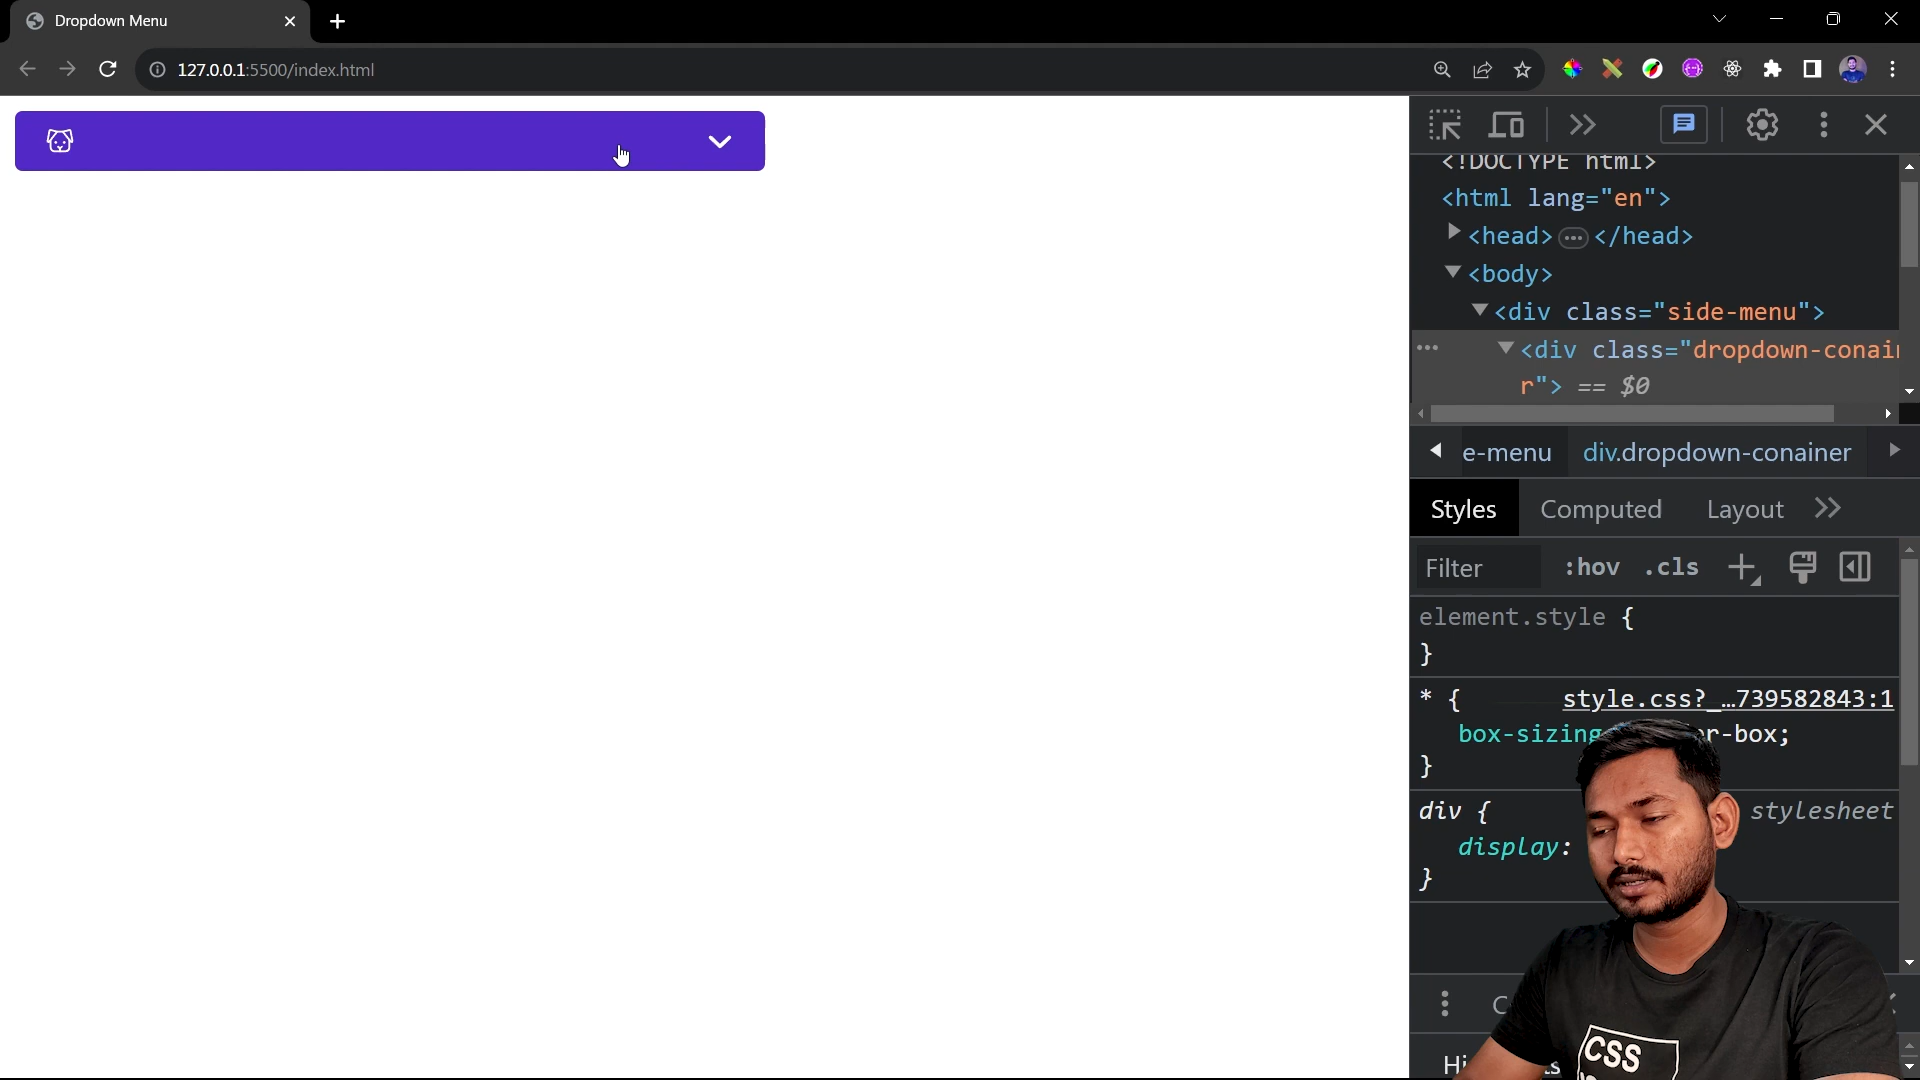 Dropdown Menu
127.0.0.1:5500/index.html
<!DOCTYPE html>
<html lang="en">
<head> ... </head>
<body>
<div class="side-menu">
<div class="dropdown-conain
r"> == $0
e-menu div.dropdown-conainer
Styles Computed Layout
Filter :hov .cls
element.style {
}
* { style.css?_…739582843:1
box-sizing
r-box;
}
div { stylesheet
display:
}
CSS